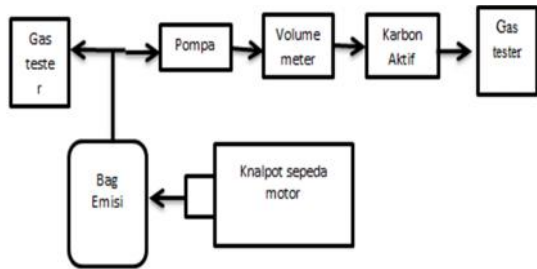 Gas
teste
r
Pompa
Volume
meter
Karbon
Aktif
Gas
tester
Bag
Emisi
Knalpot sepeda
motor